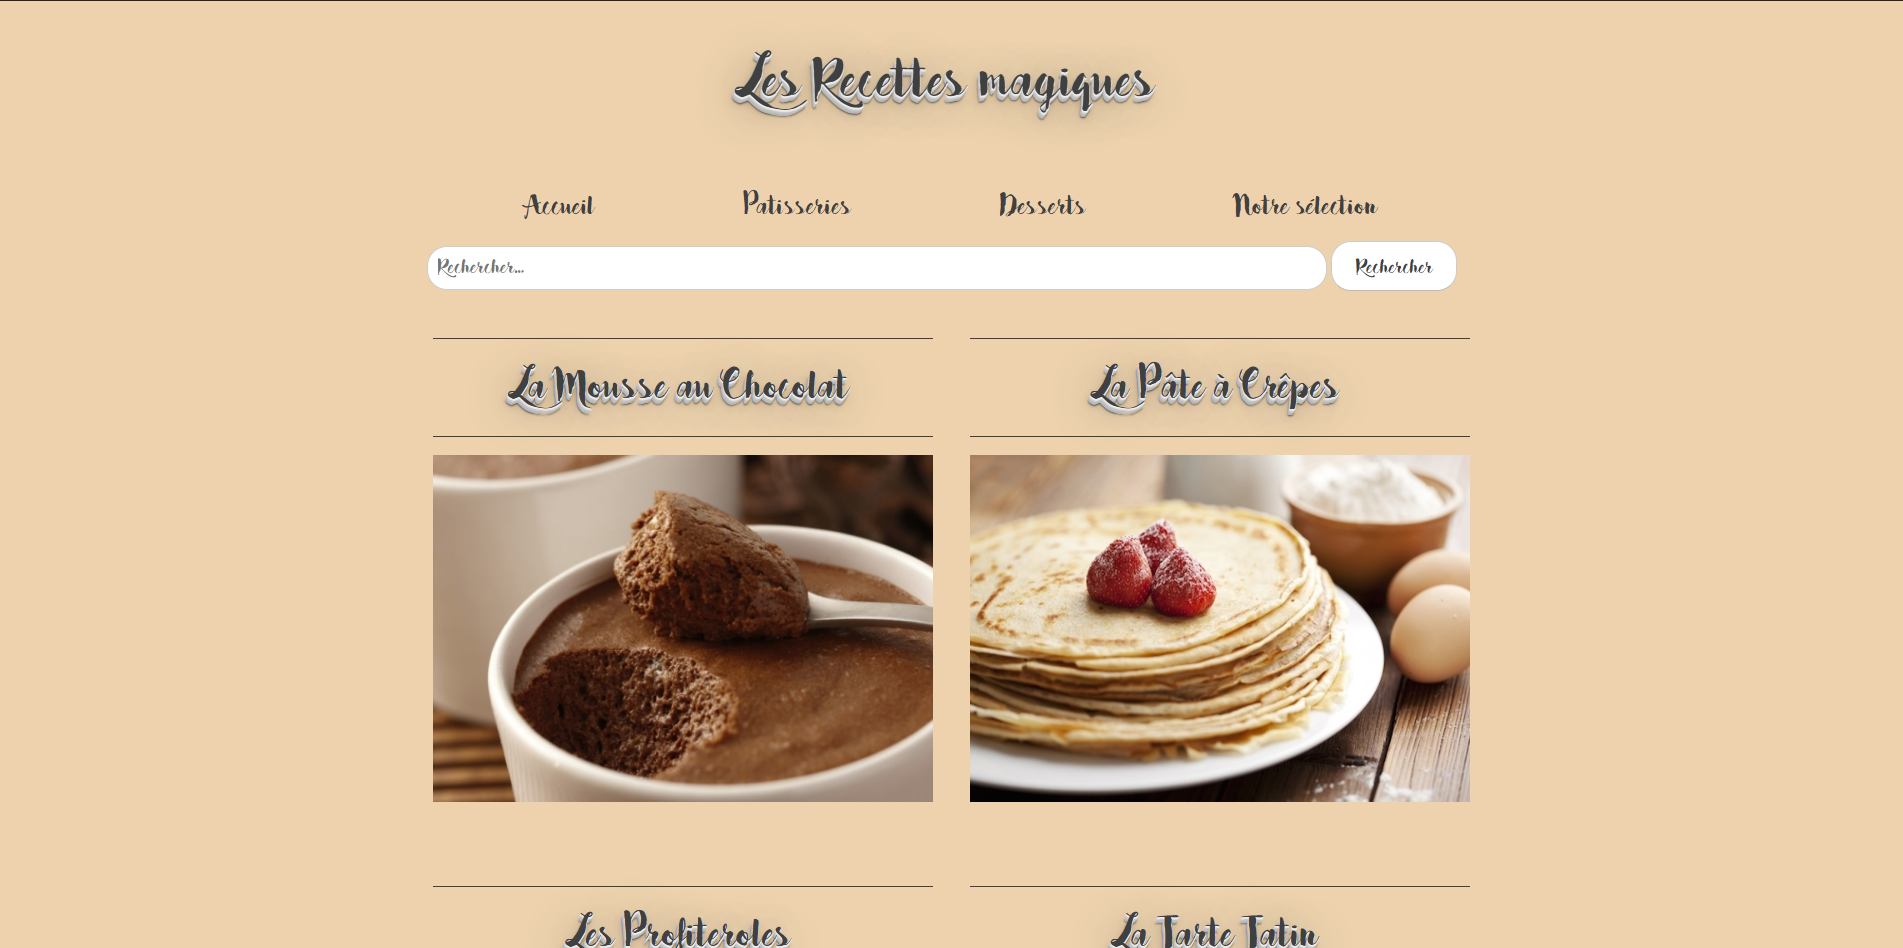 Les Recettes magiques
Accueil Patisseries Desserts Notre sélection
Rechercher... Rechercher
La Mousse au Chocolat
La Pâte à Crêpes
Les Profiteroles
La Tarte Tatin